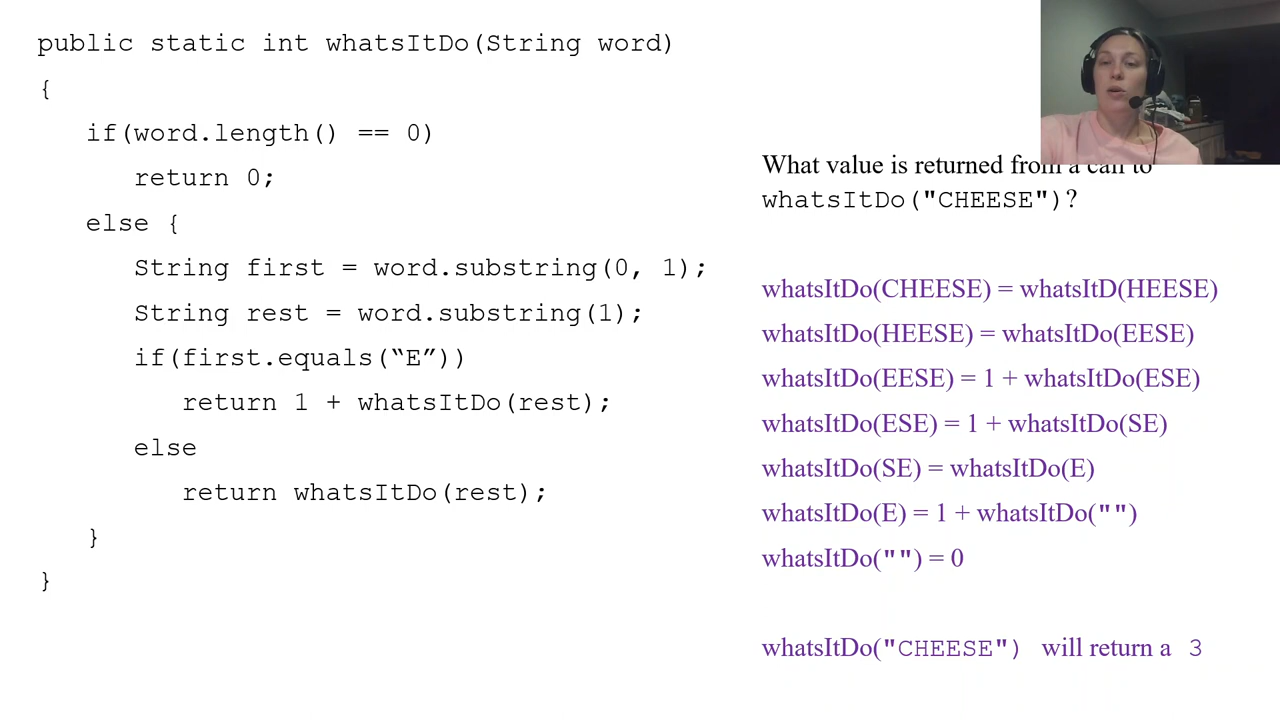 public static int whatsItDo(String word)
{
if(word.length() == 0)
return 0;
else {
String first = word.substring(0, 1);
String rest = word.substring(1);
if(first.equals(“E”))
return 1 + whatsItDo(rest);
else
return whatsItDo(rest);
}
}
What value is returned from a call to
whatsItDo("CHEESE")?
whatsItDo(CHEESE) = whatsItD(HEESE)
whatsItDo(HEESE) = whatsItDo(EESE)
whatsItDo(EESE) = 1 + whatsItDo(ESE)
whatsItDo(ESE) = 1 + whatsItDo(SE)
whatsItDo(SE) = whatsItDo(E)
whatsItDo(E) = 1 + whatsItDo("")
whatsItDo("") = 0
whatsItDo("CHEESE") will return a 3